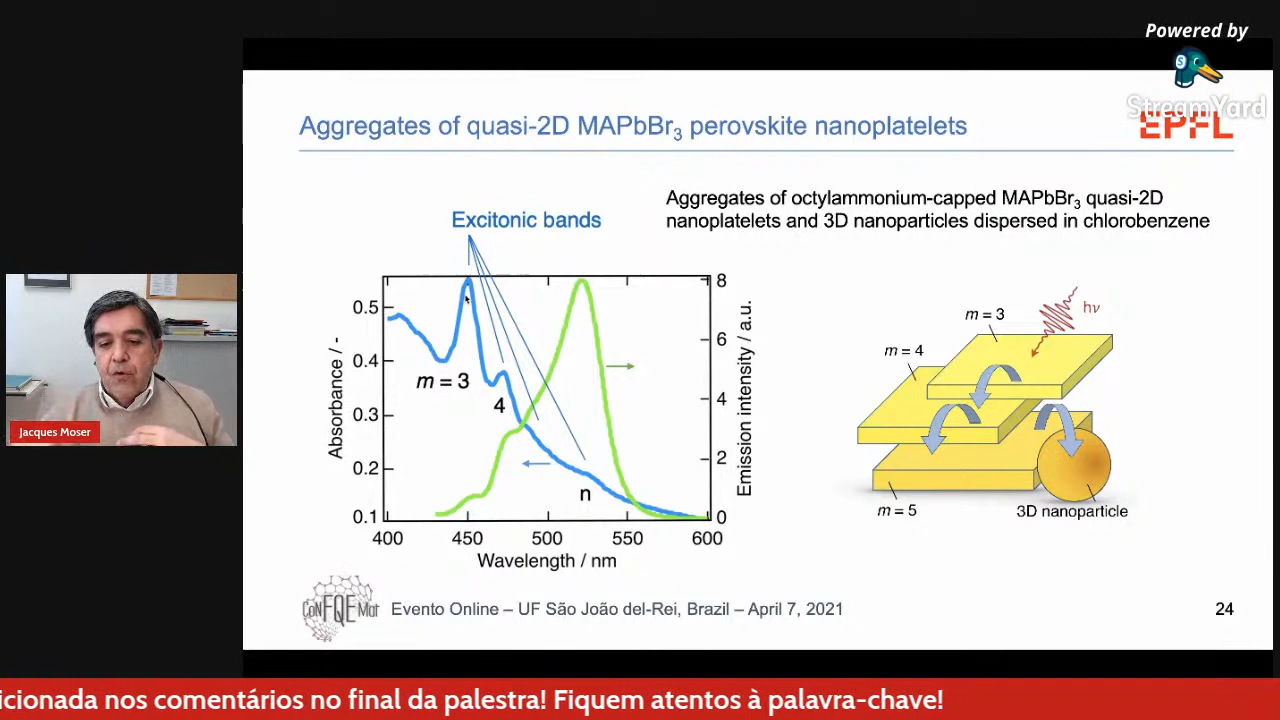 Powered by
StreamYard
EPFL
Aggregates of quasi-2D MAPbBr₃ perovskite nanoplatelets
Aggregates of octylammonium-capped MAPbBr₃ quasi-2D
nanoplatelets and 3D nanoparticles dispersed in chlorobenzene
Excitonic bands
Absorbance / -
0.5
0.4
0.3
0.2
0.1
m = 3
4
n
8
6
4
2
0
Emission intensity / a.u.
400 450 500 550 600
Wavelength / nm
hν
m = 3
m = 4
m = 5
3D nanoparticle
Jacques Moser
CoNFQEMat
Evento Online – UF São João del-Rei, Brazil – April 7, 2021
24
icionada nos comentários no final da palestra! Fiquem atentos à palavra-chave!